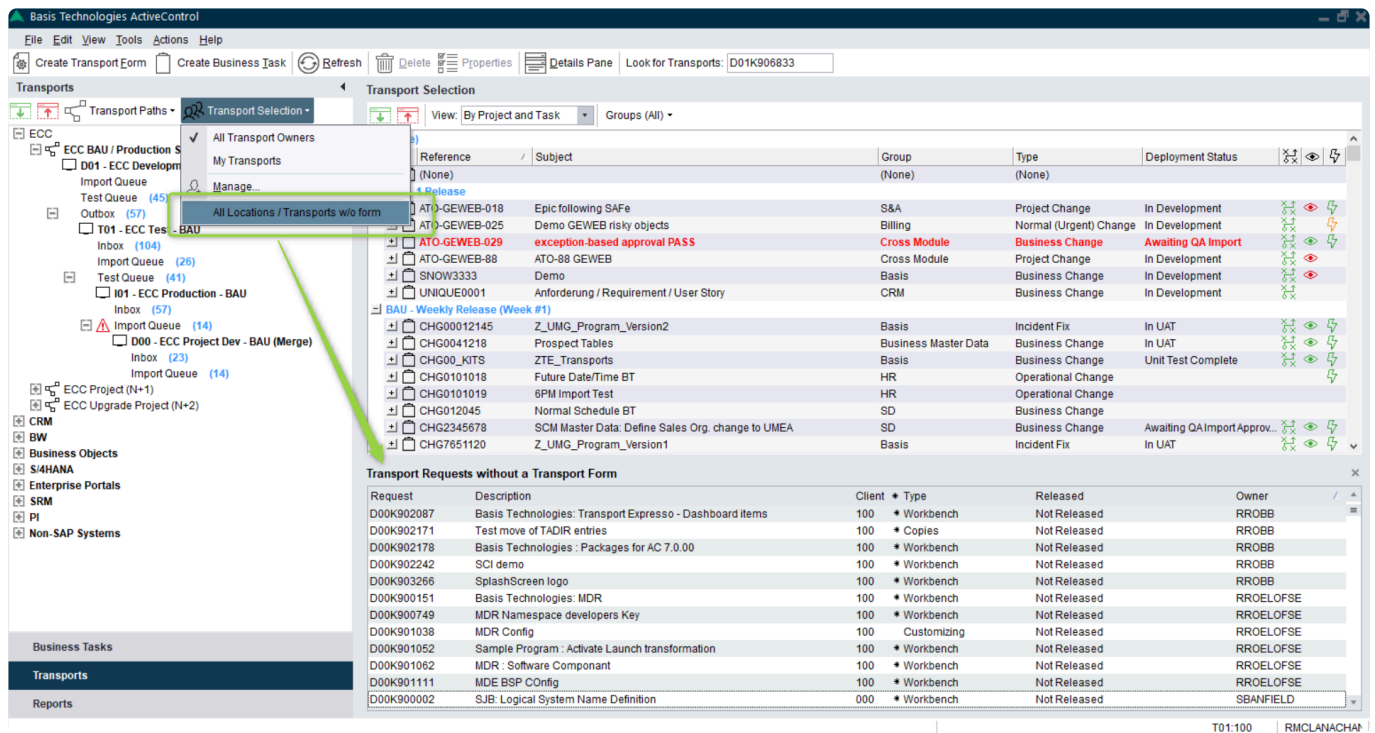 Basis Technologies ActiveControl
File Edit View Tools Actions Help
Create Transport Form Create Business Task Refresh Delete Properties Details Pane Look for Transports: D01K906833
Transports
Transport Paths Transport Selection
All Transport Owners
My Transports
Manage...
All Locations / Transports w/o form
ECC
ECC BAU / Production S
D01 - ECC Developm
Import Queue
Test Queue (45)
Outbox (57)
T01 - ECC Test - BAU
Inbox (104)
Import Queue (26)
Test Queue (41)
I01 - ECC Production - BAU
Inbox (57)
Import Queue (14)
D00 - ECC Project Dev - BAU (Merge)
Inbox (23)
Import Queue (14)
ECC Project (N+1)
ECC Upgrade Project (N+2)
CRM
BW
Business Objects
S/4HANA
Enterprise Portals
SRM
PI
Non-SAP Systems
Business Tasks
Transports
Reports
Transport Selection
View: By Project and Task Groups (All)
e)
Reference / Subject Group Type Deployment Status
(None) (None) (None)
1 Release
ATO-GEWEB-018 Epic following SAFe S&A Project Change In Development
ATO-GEWEB-025 Demo GEWEB risky objects Billing Normal (Urgent) Change In Development
ATO-GEWEB-029 exception-based approval PASS Cross Module Business Change Awaiting QA Import
ATO-GEWEB-88 ATO-88 GEWEB Cross Module Project Change In Development
SNOW3333 Demo Basis Business Change In Development
UNIQUE0001 Anforderung / Requirement / User Story CRM Business Change In Development
BAU - Weekly Release (Week #1)
CHG00012145 Z_UMG_Program_Version2 Basis Incident Fix In UAT
CHG0041218 Prospect Tables Business Master Data Business Change In UAT
CHG00_KITS ZTE_Transports Basis Business Change Unit Test Complete
CHG0101018 Future Date/Time BT HR Operational Change
CHG0101019 6PM Import Test HR Operational Change
CHG012045 Normal Schedule BT SD Business Change
CHG2345678 SCM Master Data: Define Sales Org. change to UMEA SD Business Change Awaiting QA Import Approv...
CHG7651120 Z_UMG_Program_Version1 Basis Incident Fix In UAT
Transport Requests without a Transport Form
Request Description Client * Type Released Owner /
D00K902087 Basis Technologies: Transport Expresso - Dashboard items 100 * Workbench Not Released RROBB
D00K902171 Test move of TADIR entries 100 * Copies Not Released RROBB
D00K902178 Basis Technologies : Packages for AC 7.0.00 100 * Workbench Not Released RROBB
D00K902242 SCI demo 100 * Workbench Not Released RROBB
D00K903266 SplashScreen logo 100 * Workbench Not Released RROBB
D00K900151 Basis Technologies: MDR 100 * Workbench Not Released RROELOFSE
D00K900749 MDR Namespace developers Key 100 * Workbench Not Released RROELOFSE
D00K901038 MDR Config 100 Customizing Not Released RROELOFSE
D00K901052 Sample Program : Activate Launch transformation 100 * Workbench Not Released RROELOFSE
D00K901062 MDR : Software Componant 100 * Workbench Not Released RROELOFSE
D00K901111 MDE BSP COnfig 100 * Workbench Not Released RROELOFSE
D00K900002 SJB: Logical System Name Definition 000 * Workbench Not Released SBANFIELD
T01:100 RMCLANACHAN